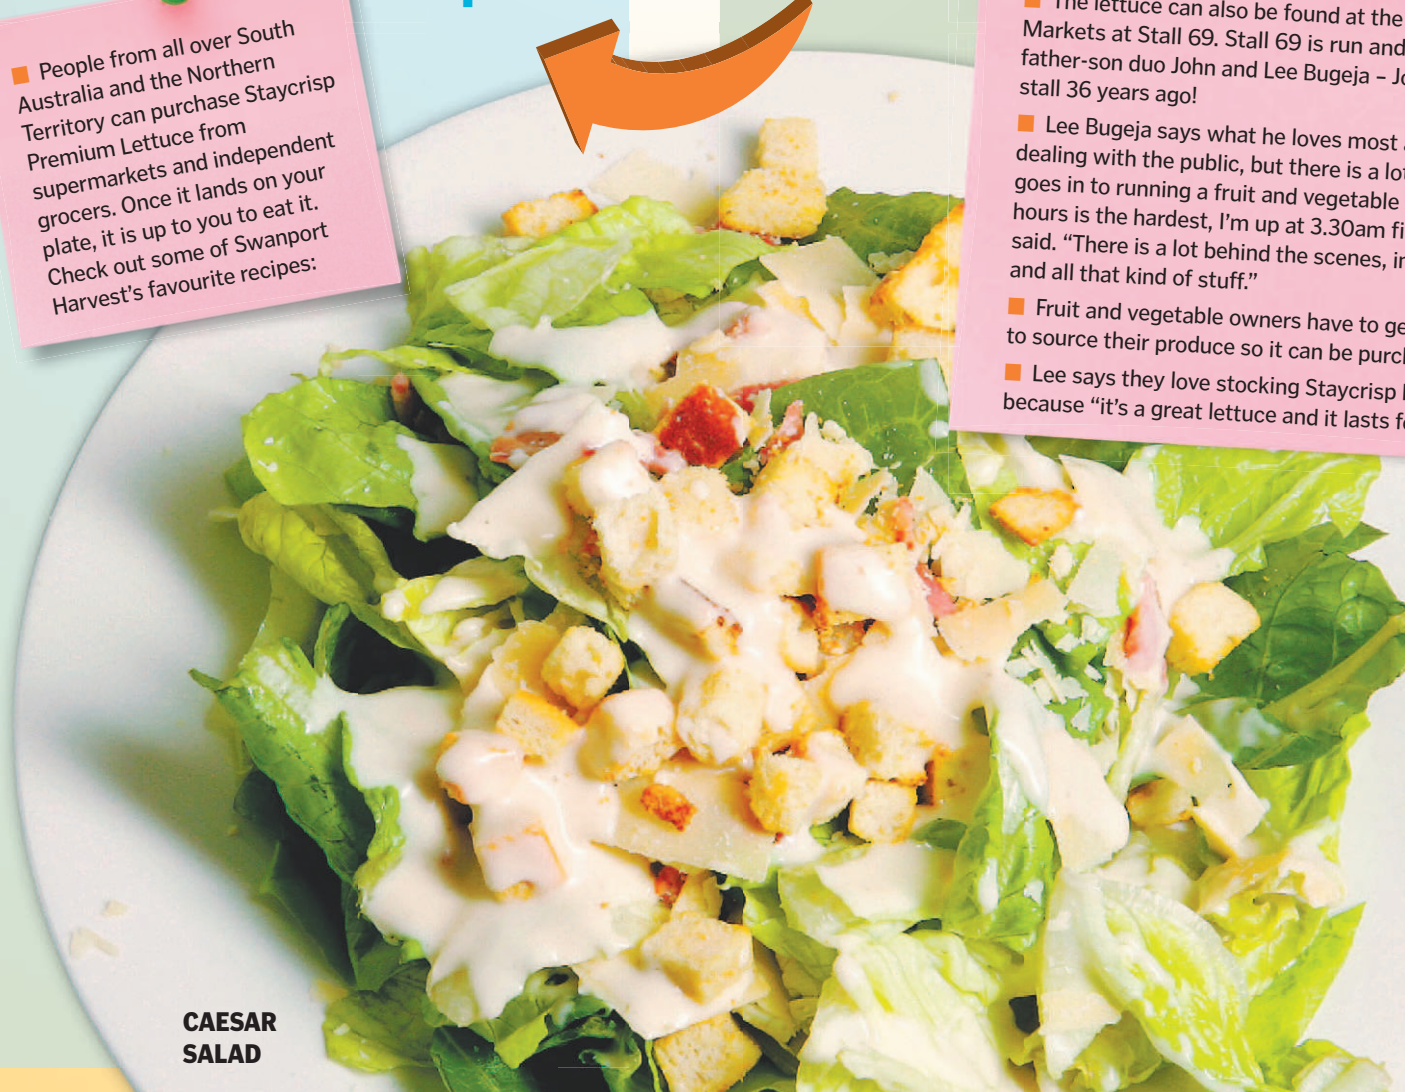 ■ People from all over South
Australia and the Northern
Territory can purchase Staycrisp
Premium Lettuce from
supermarkets and independent
grocers. Once it lands on your
plate, it is up to you to eat it.
Check out some of Swanport
Harvest’s favourite recipes:
■ The lettuce can also be found at the
Markets at Stall 69. Stall 69 is run and
father-son duo John and Lee Bugeja –
stall 36 years ago!
■ Lee Bugeja says what he loves most
dealing with the public, but there is a
goes in to running a fruit and vegetable
hours is the hardest, I’m up at 3.30am
said. “There is a lot behind the scenes,
and all that kind of stuff.”
■ Fruit and vegetable owners have to
to source their produce so it can be
■ Lee says they love stocking Staycrisp
because “it’s a great lettuce and it lasts
CAESAR
SALAD